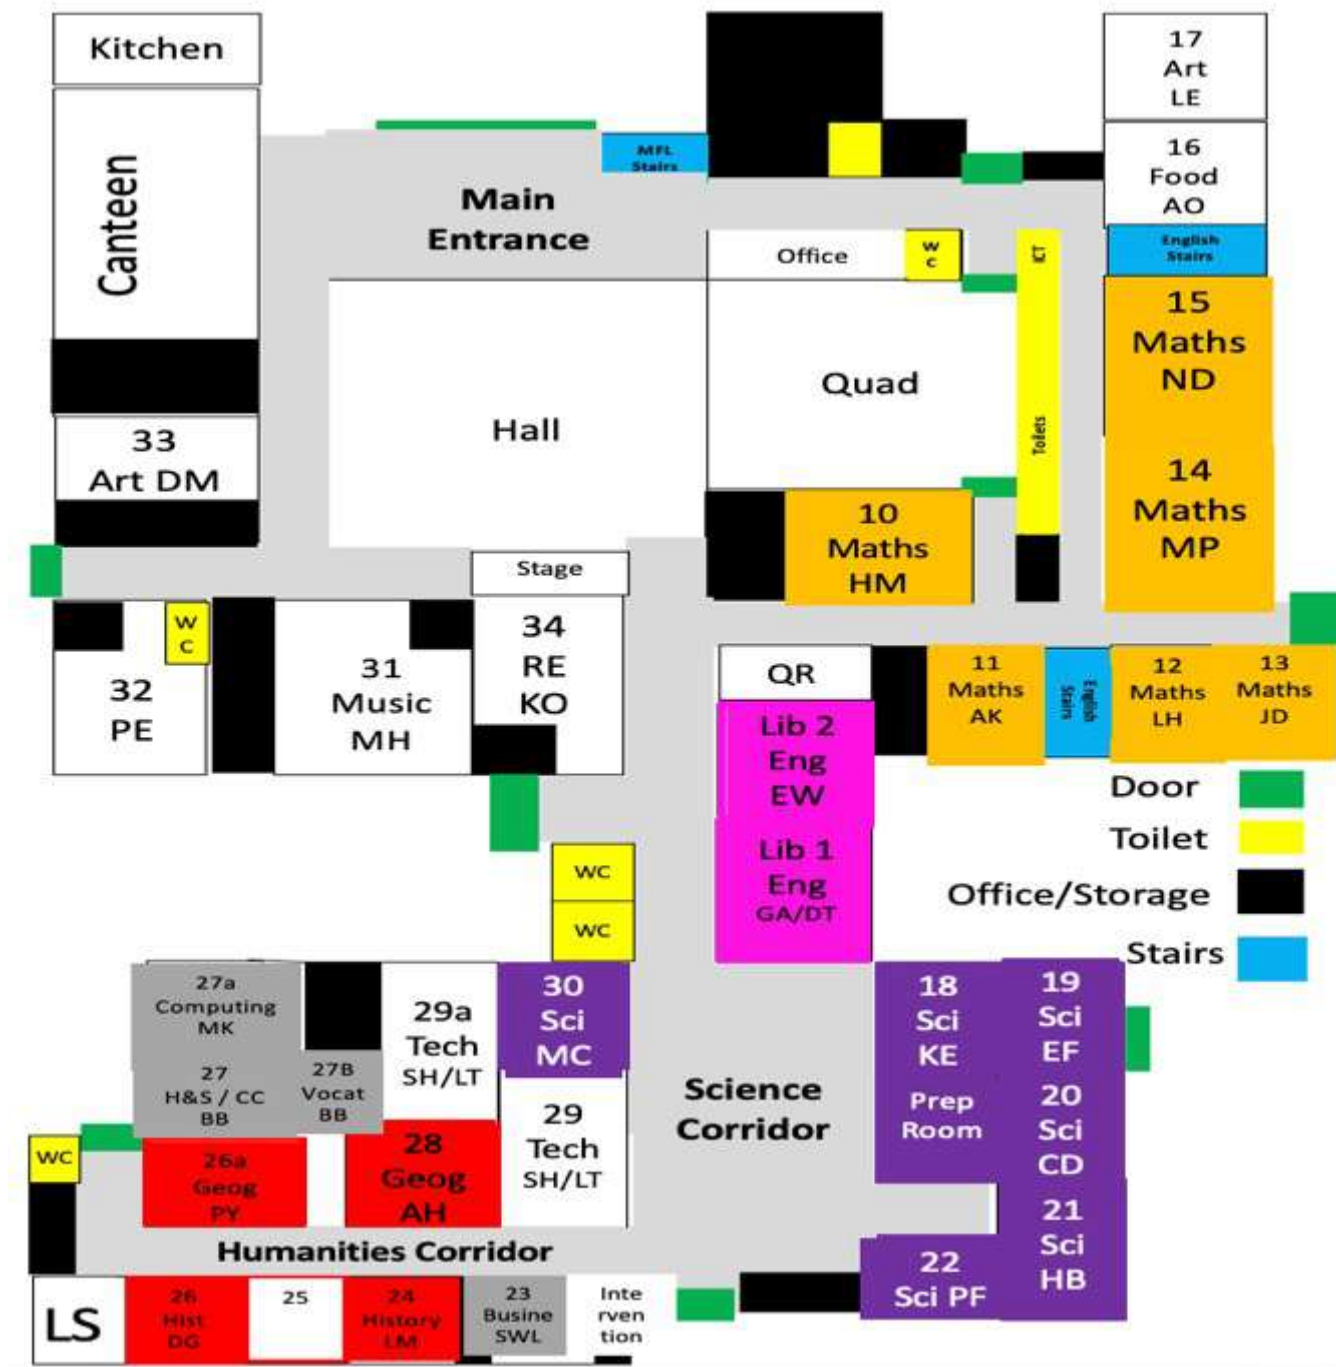 Kitchen
Canteen
33
Art DM
MFL
Stairs
Main
Entrance
Office
W
C
ICT
Toilets
Quad
Hall
17
Art
LE
16
Food
AO
English
Stairs
15
Maths
ND
14
Maths
MP
10
Maths
HM
Stage
W
C
32
PE
31
Music
MH
34
RE
KO
QR
Lib 2
Eng
EW
Lib 1
Eng
GA/DT
11
Maths
AK
English
Stairs
12
Maths
LH
13
Maths
JD
Door
Toilet
Office/Storage
Stairs
WC
WC
27a
Computing
MK
27
H&S / CC
BB
27B
Vocat
BB
29a
Tech
SH/LT
30
Sci
MC
29
Tech
SH/LT
28
Geog
AH
26a
Geog
PY
WC
Science
Corridor
18
Sci
KE
Prep
Room
19
Sci
EF
20
Sci
CD
21
Sci
HB
22
Sci PF
Humanities Corridor
LS
26
Hist
DG
25
24
History
LM
23
Busine
SWL
Inte
rven
tion